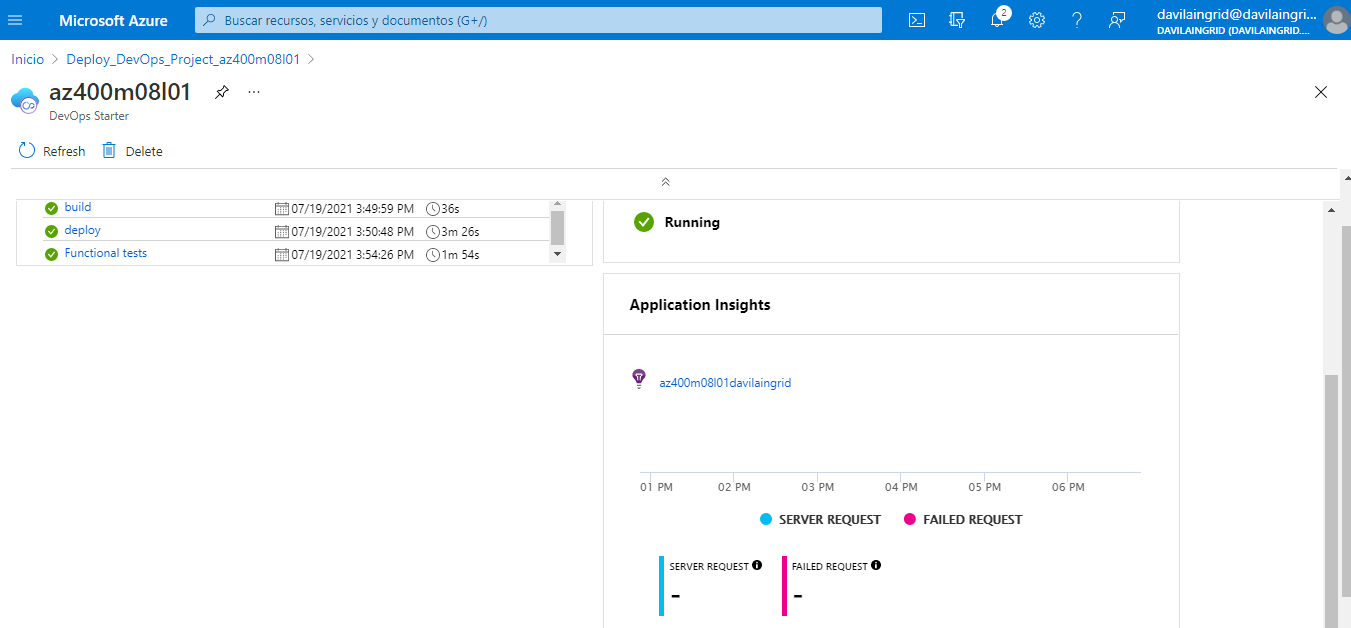 Microsoft Azure
Buscar recursos, servicios y documentos (G+/)
2
davilaingrid@davilaingri...
DAVILAINGRID (DAVILAINGRID....
Inicio > Deploy_DevOps_Project_az400m08l01 >
az400m08l01
...
DevOps Starter
Refresh
Delete
build 07/19/2021 3:49:59 PM 36s
deploy 07/19/2021 3:50:48 PM 3m 26s
Functional tests 07/19/2021 3:54:26 PM 1m 54s
Running
Application Insights
az400m08l01davilaingrid
01 PM 02 PM 03 PM 04 PM 05 PM 06 PM
SERVER REQUEST FAILED REQUEST
SERVER REQUEST
-
FAILED REQUEST
-